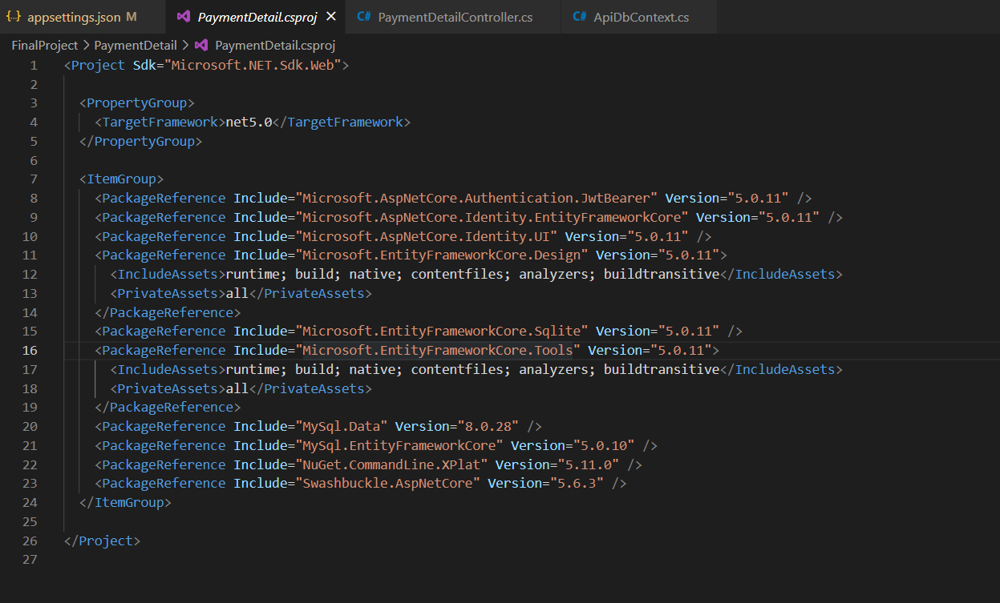 {..} appsettings.json M PaymentDetail.csproj × C# PaymentDetailController.cs C# ApiDbContext.cs
FinalProject > PaymentDetail > PaymentDetail.csproj
1 <Project Sdk="Microsoft.NET.Sdk.Web">
2
3 <PropertyGroup>
4 <TargetFramework>net5.0</TargetFramework>
5 </PropertyGroup>
6
7 <ItemGroup>
8 <PackageReference Include="Microsoft.AspNetCore.Authentication.JwtBearer" Version="5.0.11" />
9 <PackageReference Include="Microsoft.AspNetCore.Identity.EntityFrameworkCore" Version="5.0.11" />
10 <PackageReference Include="Microsoft.AspNetCore.Identity.UI" Version="5.0.11" />
11 <PackageReference Include="Microsoft.EntityFrameworkCore.Design" Version="5.0.11">
12 <IncludeAssets>runtime; build; native; contentfiles; analyzers; buildtransitive</IncludeAssets>
13 <PrivateAssets>all</PrivateAssets>
14 </PackageReference>
15 <PackageReference Include="Microsoft.EntityFrameworkCore.Sqlite" Version="5.0.11" />
16 <PackageReference Include="Microsoft.EntityFrameworkCore.Tools" Version="5.0.11">
17 <IncludeAssets>runtime; build; native; contentfiles; analyzers; buildtransitive</IncludeAssets>
18 <PrivateAssets>all</PrivateAssets>
19 </PackageReference>
20 <PackageReference Include="MySql.Data" Version="8.0.28" />
21 <PackageReference Include="MySql.EntityFrameworkCore" Version="5.0.10" />
22 <PackageReference Include="NuGet.CommandLine.XPlat" Version="5.11.0" />
23 <PackageReference Include="Swashbuckle.AspNetCore" Version="5.6.3" />
24 </ItemGroup>
25
26 </Project>
27